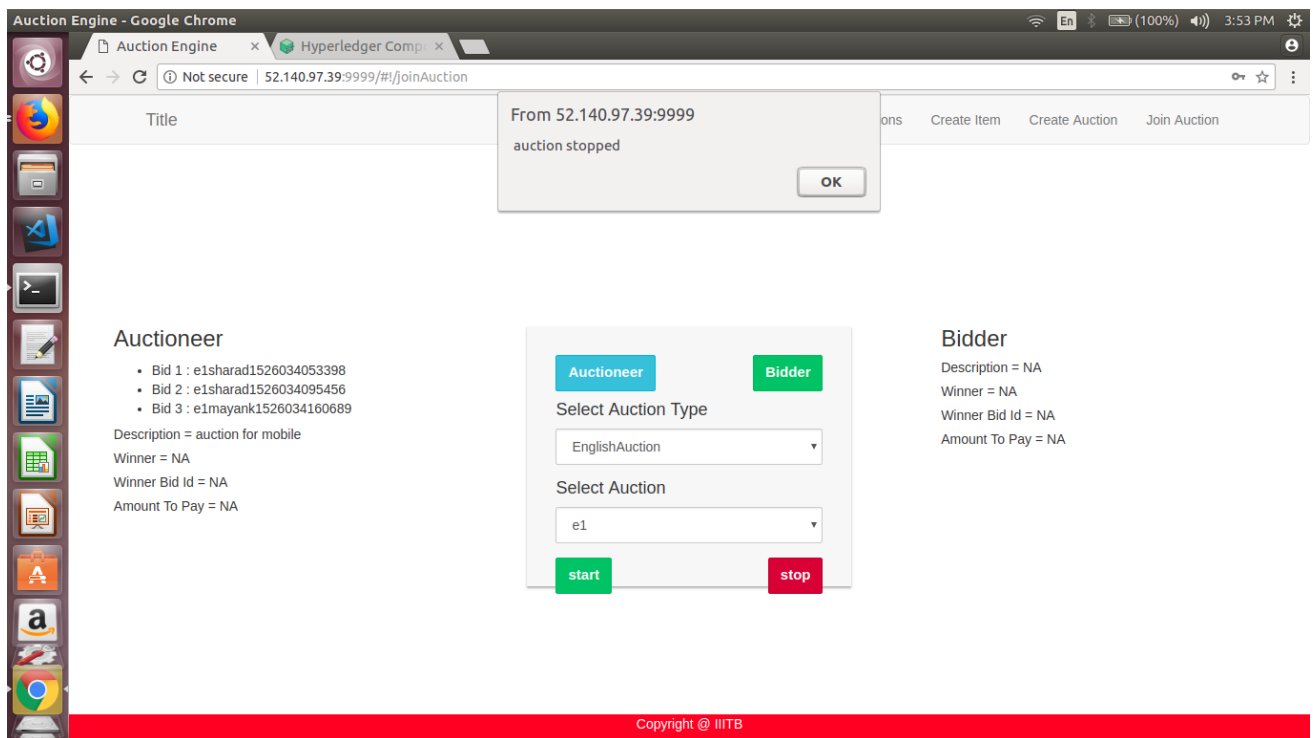 Auction Engine - Google Chrome
En (100%) 3:53 PM
Auction Engine × Hyperledger Comp ×
Not secure | 52.140.97.39:9999/#!/joinAuction
Title ons Create Item Create Auction Join Auction
From 52.140.97.39:9999
auction stopped
OK
Auctioneer
• Bid 1 : e1sharad1526034053398
• Bid 2 : e1sharad1526034095456
• Bid 3 : e1mayank1526034160689
Description = auction for mobile
Winner = NA
Winner Bid Id = NA
Amount To Pay = NA
Auctioneer Bidder
Select Auction Type
EnglishAuction
Select Auction
e1
start stop
Bidder
Description = NA
Winner = NA
Winner Bid Id = NA
Amount To Pay = NA
Copyright @ IIITB